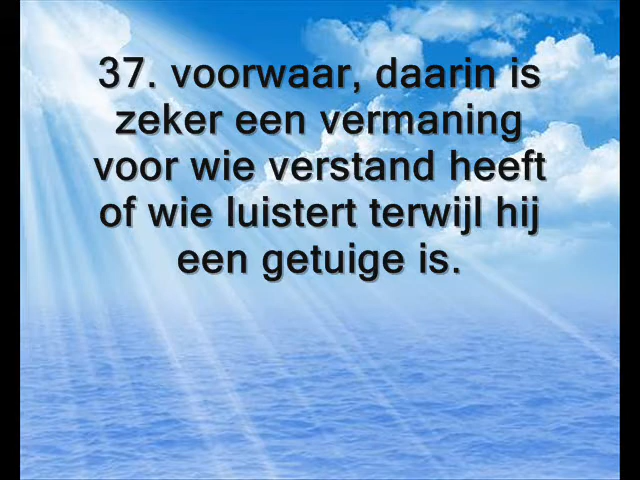 37. voorwaar, daarin is
zeker een vermaning
voor wie verstand heeft
of wie luistert terwijl hij
een getuige is.